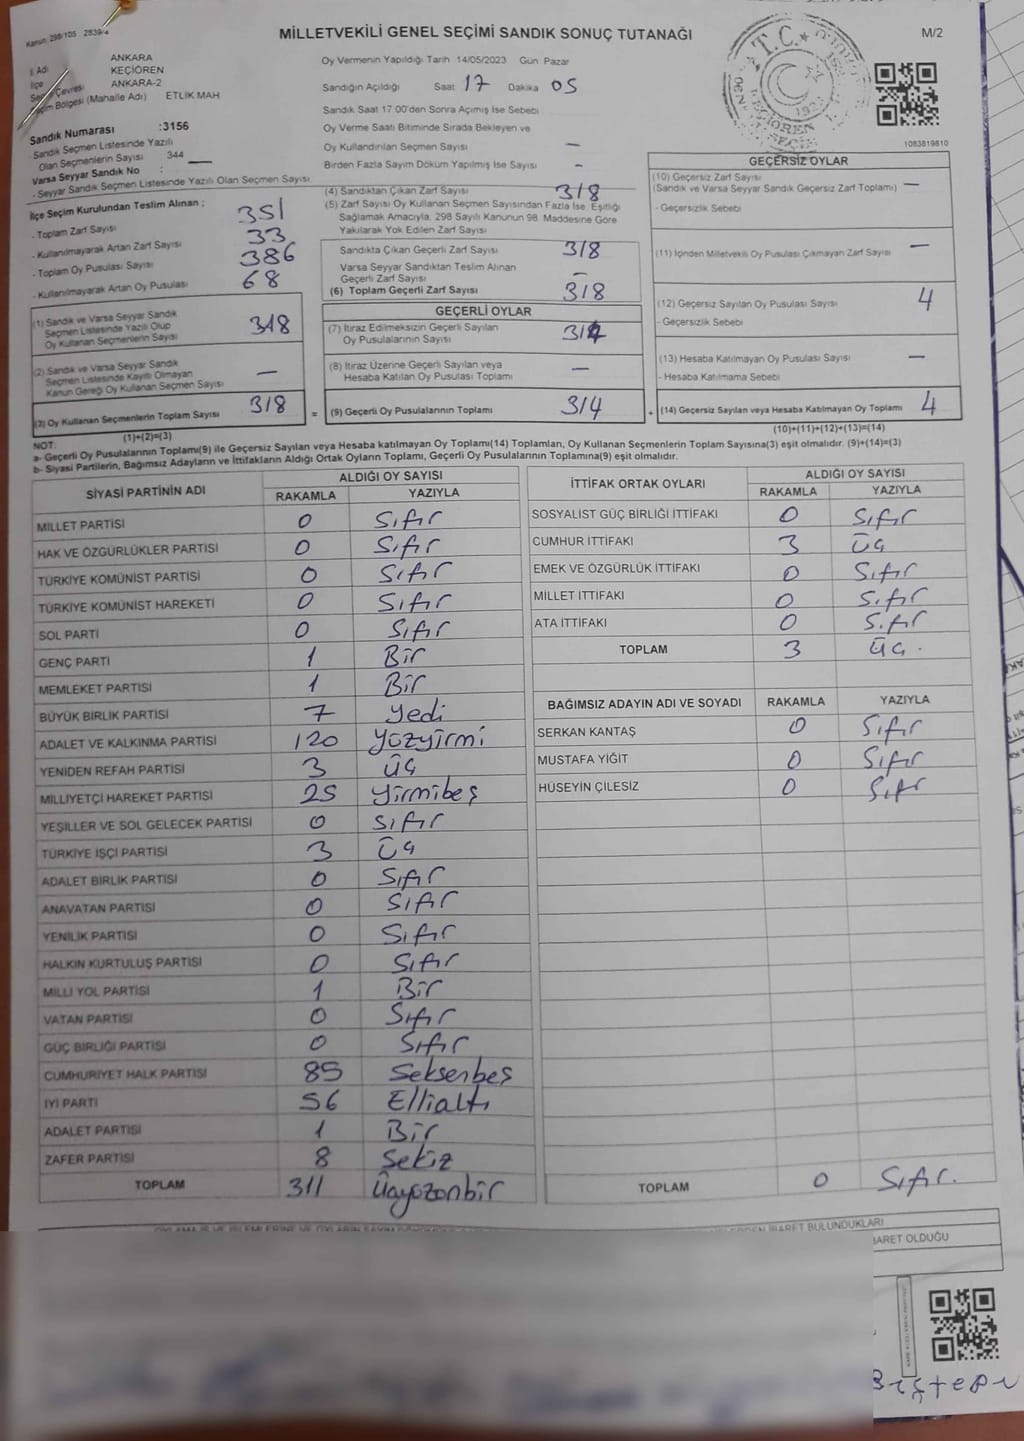 Kanun: 298/105 2839/4
MİLLETVEKİLİ GENEL SEÇİMİ SANDIK SONUÇ TUTANAĞI
M/2
İl Adı ANKARA
İlçe KEÇİÖREN
Seçim Çevresi ANKARA-2
Seçim Bölgesi (Mahalle Adı) ETLİK MAH
Sandık Numarası :3156
- Sandık Seçmen Listesinde Yazılı
Olan Seçmenlerin Sayısı : 344
Varsa Seyyar Sandık No :
- Seyyar Sandık Seçmen Listesinde Yazılı Olan Seçmen Sayısı
İlçe Seçim Kurulundan Teslim Alınan ;
- Toplam Zarf Sayısı 351
- Kullanılmayarak Artan Zarf Sayısı 33
- Toplam Oy Pusulası Sayısı 386
- Kullanılmayarak Artan Oy Pusulası 68
(1) Sandık ve Varsa Seyyar Sandık
Seçmen Listesinde Yazılı Olup
Oy Kullanan Seçmenlerin Sayısı 318
(2) Sandık ve Varsa Seyyar Sandık
Seçmen Listesinde Kayıtlı Olmayan
Kanun Gereği Oy Kullanan Seçmen Sayısı —
(3) Oy Kullanan Seçmenlerin Toplam Sayısı 318
(1)+(2)=(3)
Oy Vermenin Yapıldığı Tarih 14/05/2023 Gün Pazar
Sandığın Açıldığı Saat 17 Dakika 05
Sandık Saat 17.00'den Sonra Açılmış İse Sebebi
Oy Verme Saati Bitiminde Sırada Bekleyen ve
Oy Kullandırılan Seçmen Sayısı —
Birden Fazla Sayım Döküm Yapılmış İse Sayısı -
(4) Sandıktan Çıkan Zarf Sayısı 318
(5) Zarf Sayısı Oy Kullanan Seçmen Sayısından Fazla İse, Eşitliği
Sağlamak Amacıyla, 298 Sayılı Kanunun 98. Maddesine Göre
Yakılarak Yok Edilen Zarf Sayısı
Sandıkta Çıkan Geçerli Zarf Sayısı 318
Varsa Seyyar Sandıktan Teslim Alınan
Geçerli Zarf Sayısı —
(6) Toplam Geçerli Zarf Sayısı 318
GEÇERLİ OYLAR
(7) İtiraz Edilmeksizin Geçerli Sayılan
Oy Pusulalarının Sayısı 314
(8) İtiraz Üzerine Geçerli Sayılan veya
Hesaba Katılan Oy Pusulası Toplamı —
= (9) Geçerli Oy Pusulalarının Toplamı 314
T.C.
KEÇİÖREN 1.
1923
1083819810
GEÇERSİZ OYLAR
(10) Geçersiz Zarf Sayısı
(Sandık ve Varsa Seyyar Sandık Geçersiz Zarf Toplamı) —
- Geçersizlik Sebebi
(11) İçinden Milletvekili Oy Pusulası Çıkmayan Zarf Sayısı —
(12) Geçersiz Sayılan Oy Pusulası Sayısı 4
- Geçersizlik Sebebi
(13) Hesaba Katılmayan Oy Pusulası Sayısı —
- Hesaba Katılmama Sebebi
+ (14) Geçersiz Sayılan veya Hesaba Katılmayan Oy Toplamı 4
(10)+(11)+(12)+(13)=(14)
NOT:
a- Geçerli Oy Pusulalarının Toplamı(9) ile Geçersiz Sayılan veya Hesaba katılmayan Oy Toplamı(14) Toplamları, Oy Kullanan Seçmenlerin Toplam Sayısına(3) eşit olmalıdır. (9)+(14)=(3)
b- Siyasi Partilerin, Bağımsız Adayların ve İttifakların Aldığı Ortak Oyların Toplamı, Geçerli Oy Pusulalarının Toplamına(9) eşit olmalıdır.
SİYASİ PARTİNİN ADI ALDIĞI OY SAYISI
RAKAMLA YAZIYLA
MİLLET PARTİSİ 0 Sıfır
HAK VE ÖZGÜRLÜKLER PARTİSİ 0 Sıfır
TÜRKİYE KOMÜNİST PARTİSİ 0 Sıfır
TÜRKİYE KOMÜNİST HAREKETİ 0 Sıfır
SOL PARTİ 0 Sıfır
GENÇ PARTİ 1 Bir
MEMLEKET PARTİSİ 1 Bir
BÜYÜK BİRLİK PARTİSİ 7 Yedi
ADALET VE KALKINMA PARTİSİ 120 Yüzyirmi
YENİDEN REFAH PARTİSİ 3 üç
MİLLİYETÇİ HAREKET PARTİSİ 25 Yirmibeş
YEŞİLLER VE SOL GELECEK PARTİSİ 0 sıfır
TÜRKİYE İŞÇİ PARTİSİ 3 üç
ADALET BİRLİK PARTİSİ 0 Sıfır
ANAVATAN PARTİSİ 0 Sıfır
YENİLİK PARTİSİ 0 Sıfır
HALKIN KURTULUŞ PARTİSİ 0 Sıfır
MİLLİ YOL PARTİSİ 1 Bir
VATAN PARTİSİ 0 Sıfır
GÜÇ BİRLİĞİ PARTİSİ 0 Sıfır
CUMHURİYET HALK PARTİSİ 85 Seksenbeş
İYİ PARTİ 56 Ellialtı
ADALET PARTİSİ 1 Bir
ZAFER PARTİSİ 8 Sekiz
TOPLAM 311 Üçyüzonbir
İTTİFAK ORTAK OYLARI ALDIĞI OY SAYISI
RAKAMLA YAZIYLA
SOSYALİST GÜÇ BİRLİĞİ İTTİFAKI 0 Sıfır
CUMHUR İTTİFAKI 3 üç
EMEK VE ÖZGÜRLÜK İTTİFAKI 0 Sıfır
MİLLET İTTİFAKI 0 Sıfır
ATA İTTİFAKI 0 Sıfır
TOPLAM 3 üç.
BAĞIMSIZ ADAYIN ADI VE SOYADI RAKAMLA YAZIYLA
SERKAN KANTAŞ 0 Sıfır
MUSTAFA YİĞİT 0 Sıfır
HÜSEYİN ÇİLESİZ 0 Sıfır
TOPLAM 0 Sıfır.
İBARET BULUNDUKLARI
İBARET OLDUĞU